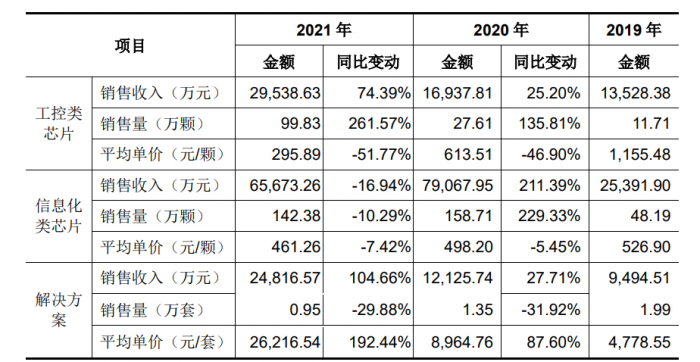 项目 2021 年 2020 年 2019 年
金额 同比变动 金额 同比变动 金额
工控类芯片 销售收入（万元） 29,538.63 74.39% 16,937.81 25.20% 13,528.38
销售量（万颗） 99.83 261.57% 27.61 135.81% 11.71
平均单价（元/颗） 295.89 -51.77% 613.51 -46.90% 1,155.48
信息化类芯片 销售收入（万元） 65,673.26 -16.94% 79,067.95 211.39% 25,391.90
销售量（万颗） 142.38 -10.29% 158.71 229.33% 48.19
平均单价（元/颗） 461.26 -7.42% 498.20 -5.45% 526.90
解决方案 销售收入（万元） 24,816.57 104.66% 12,125.74 27.71% 9,494.51
销售量（万套） 0.95 -29.88% 1.35 -31.92% 1.99
平均单价（元/套） 26,216.54 192.44% 8,964.76 87.60% 4,778.55